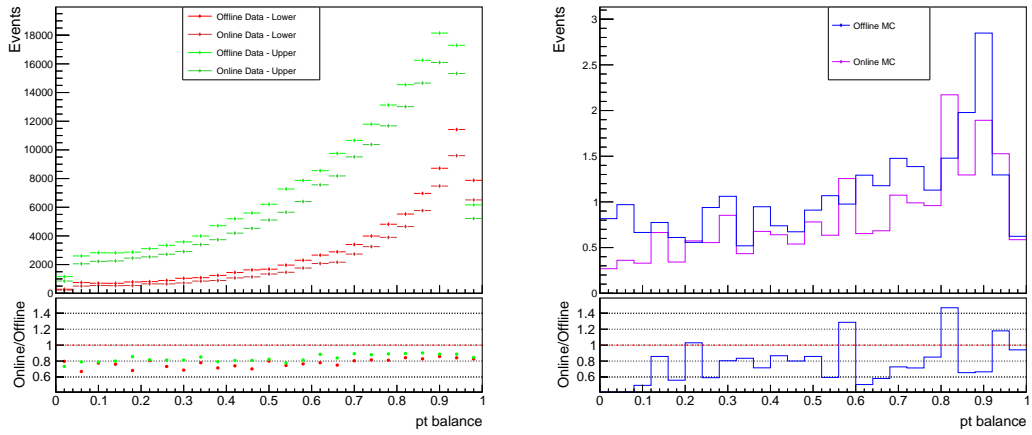 Events
18000
16000
14000
12000
10000
8000
6000
4000
2000
0
Offline Data - Lower
Online Data - Lower
Offline Data - Upper
Online Data - Upper
Online/Offline
1.4
1.2
1
0.8
0.6
0 0.1 0.2 0.3 0.4 0.5 0.6 0.7 0.8 0.9 1
pt balance
Events
3
2.5
2
1.5
1
0.5
0
Offline MC
Online MC
Online/Offline
1.4
1.2
1
0.8
0.6
0 0.1 0.2 0.3 0.4 0.5 0.6 0.7 0.8 0.9 1
pt balance